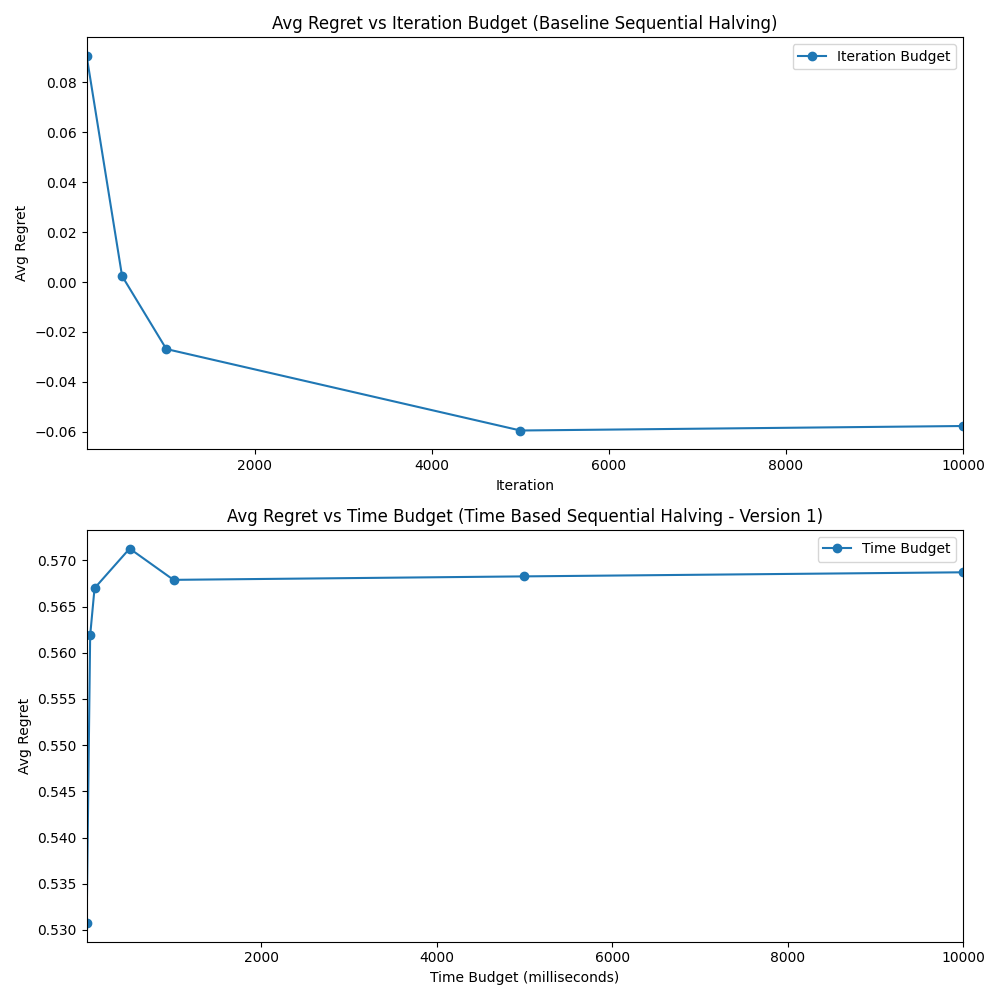 Avg Regret vs Iteration Budget (Baseline Sequential Halving)
Iteration Budget
0.08
0.06
0.04
0.02
0.00
−0.02
−0.04
−0.06
Avg Regret
2000 4000 6000 8000 10000
Iteration
Avg Regret vs Time Budget (Time Based Sequential Halving - Version 1)
Time Budget
0.570
0.565
0.560
0.555
0.550
0.545
0.540
0.535
0.530
Avg Regret
2000 4000 6000 8000 10000
Time Budget (milliseconds)